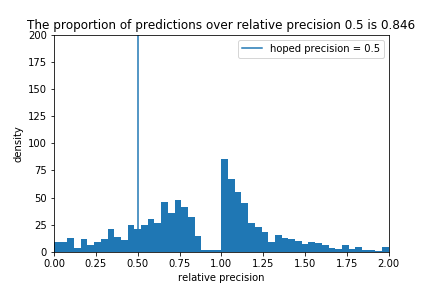 The proportion of predictions over relative precision 0.5 is 0.846
hoped precision = 0.5
density
200
175
150
125
100
75
50
25
0
0.00 0.25 0.50 0.75 1.00 1.25 1.50 1.75 2.00
relative precision